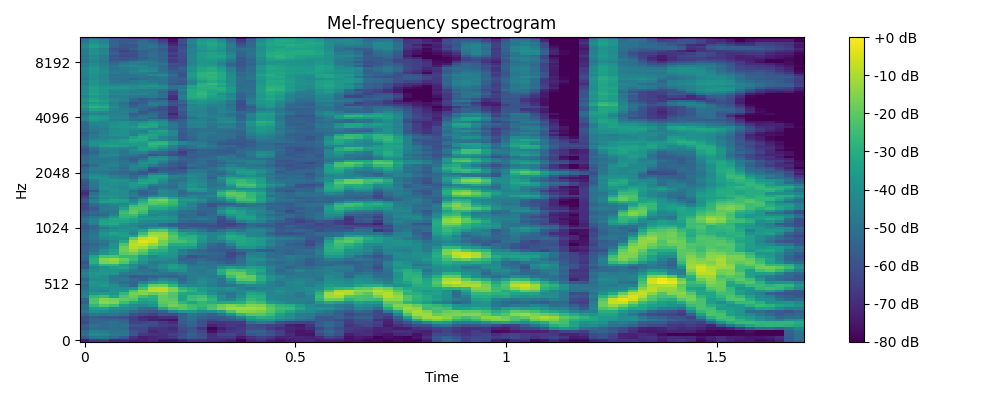 Mel-frequency spectrogram
Hz
8192
4096
2048
1024
512
0
0
0.5
1
1.5
Time
+0 dB
-10 dB
-20 dB
-30 dB
-40 dB
-50 dB
-60 dB
-70 dB
-80 dB